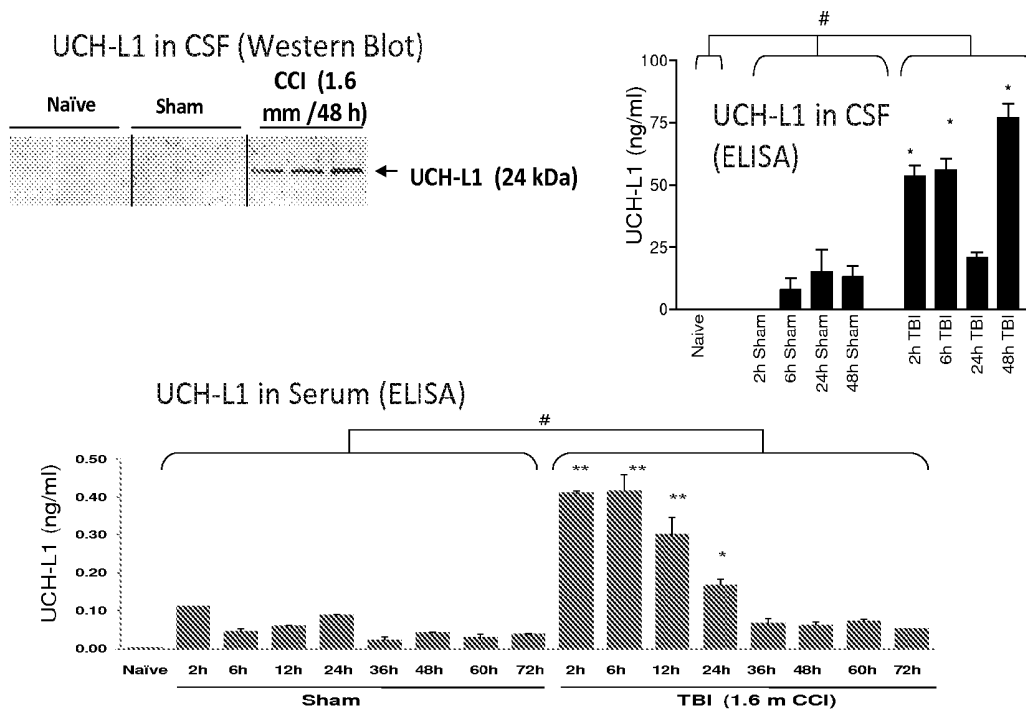 UCH-L1 in CSF (Western Blot)
Naïve
Sham
CCI (1.6
mm /48 h)
UCH-L1 (24 kDa)
#
UCH-L1 in CSF
(ELISA)
UCH-L1 (ng/ml)
100
75
50
25
0
* * *
Naive
2h Sham
6h Sham
24h Sham
48h Sham
2h TBI
6h TBI
24h TBI
48h TBI
UCH-L1 in Serum (ELISA)
#
UCH-L1 (ng/ml)
0.50
0.40
0.30
0.20
0.10
0.00
** ** ** *
Naïve 2h 6h 12h 24h 36h 48h 60h 72h 2h 6h 12h 24h 36h 48h 60h 72h
Sham TBI (1.6 m CCI)